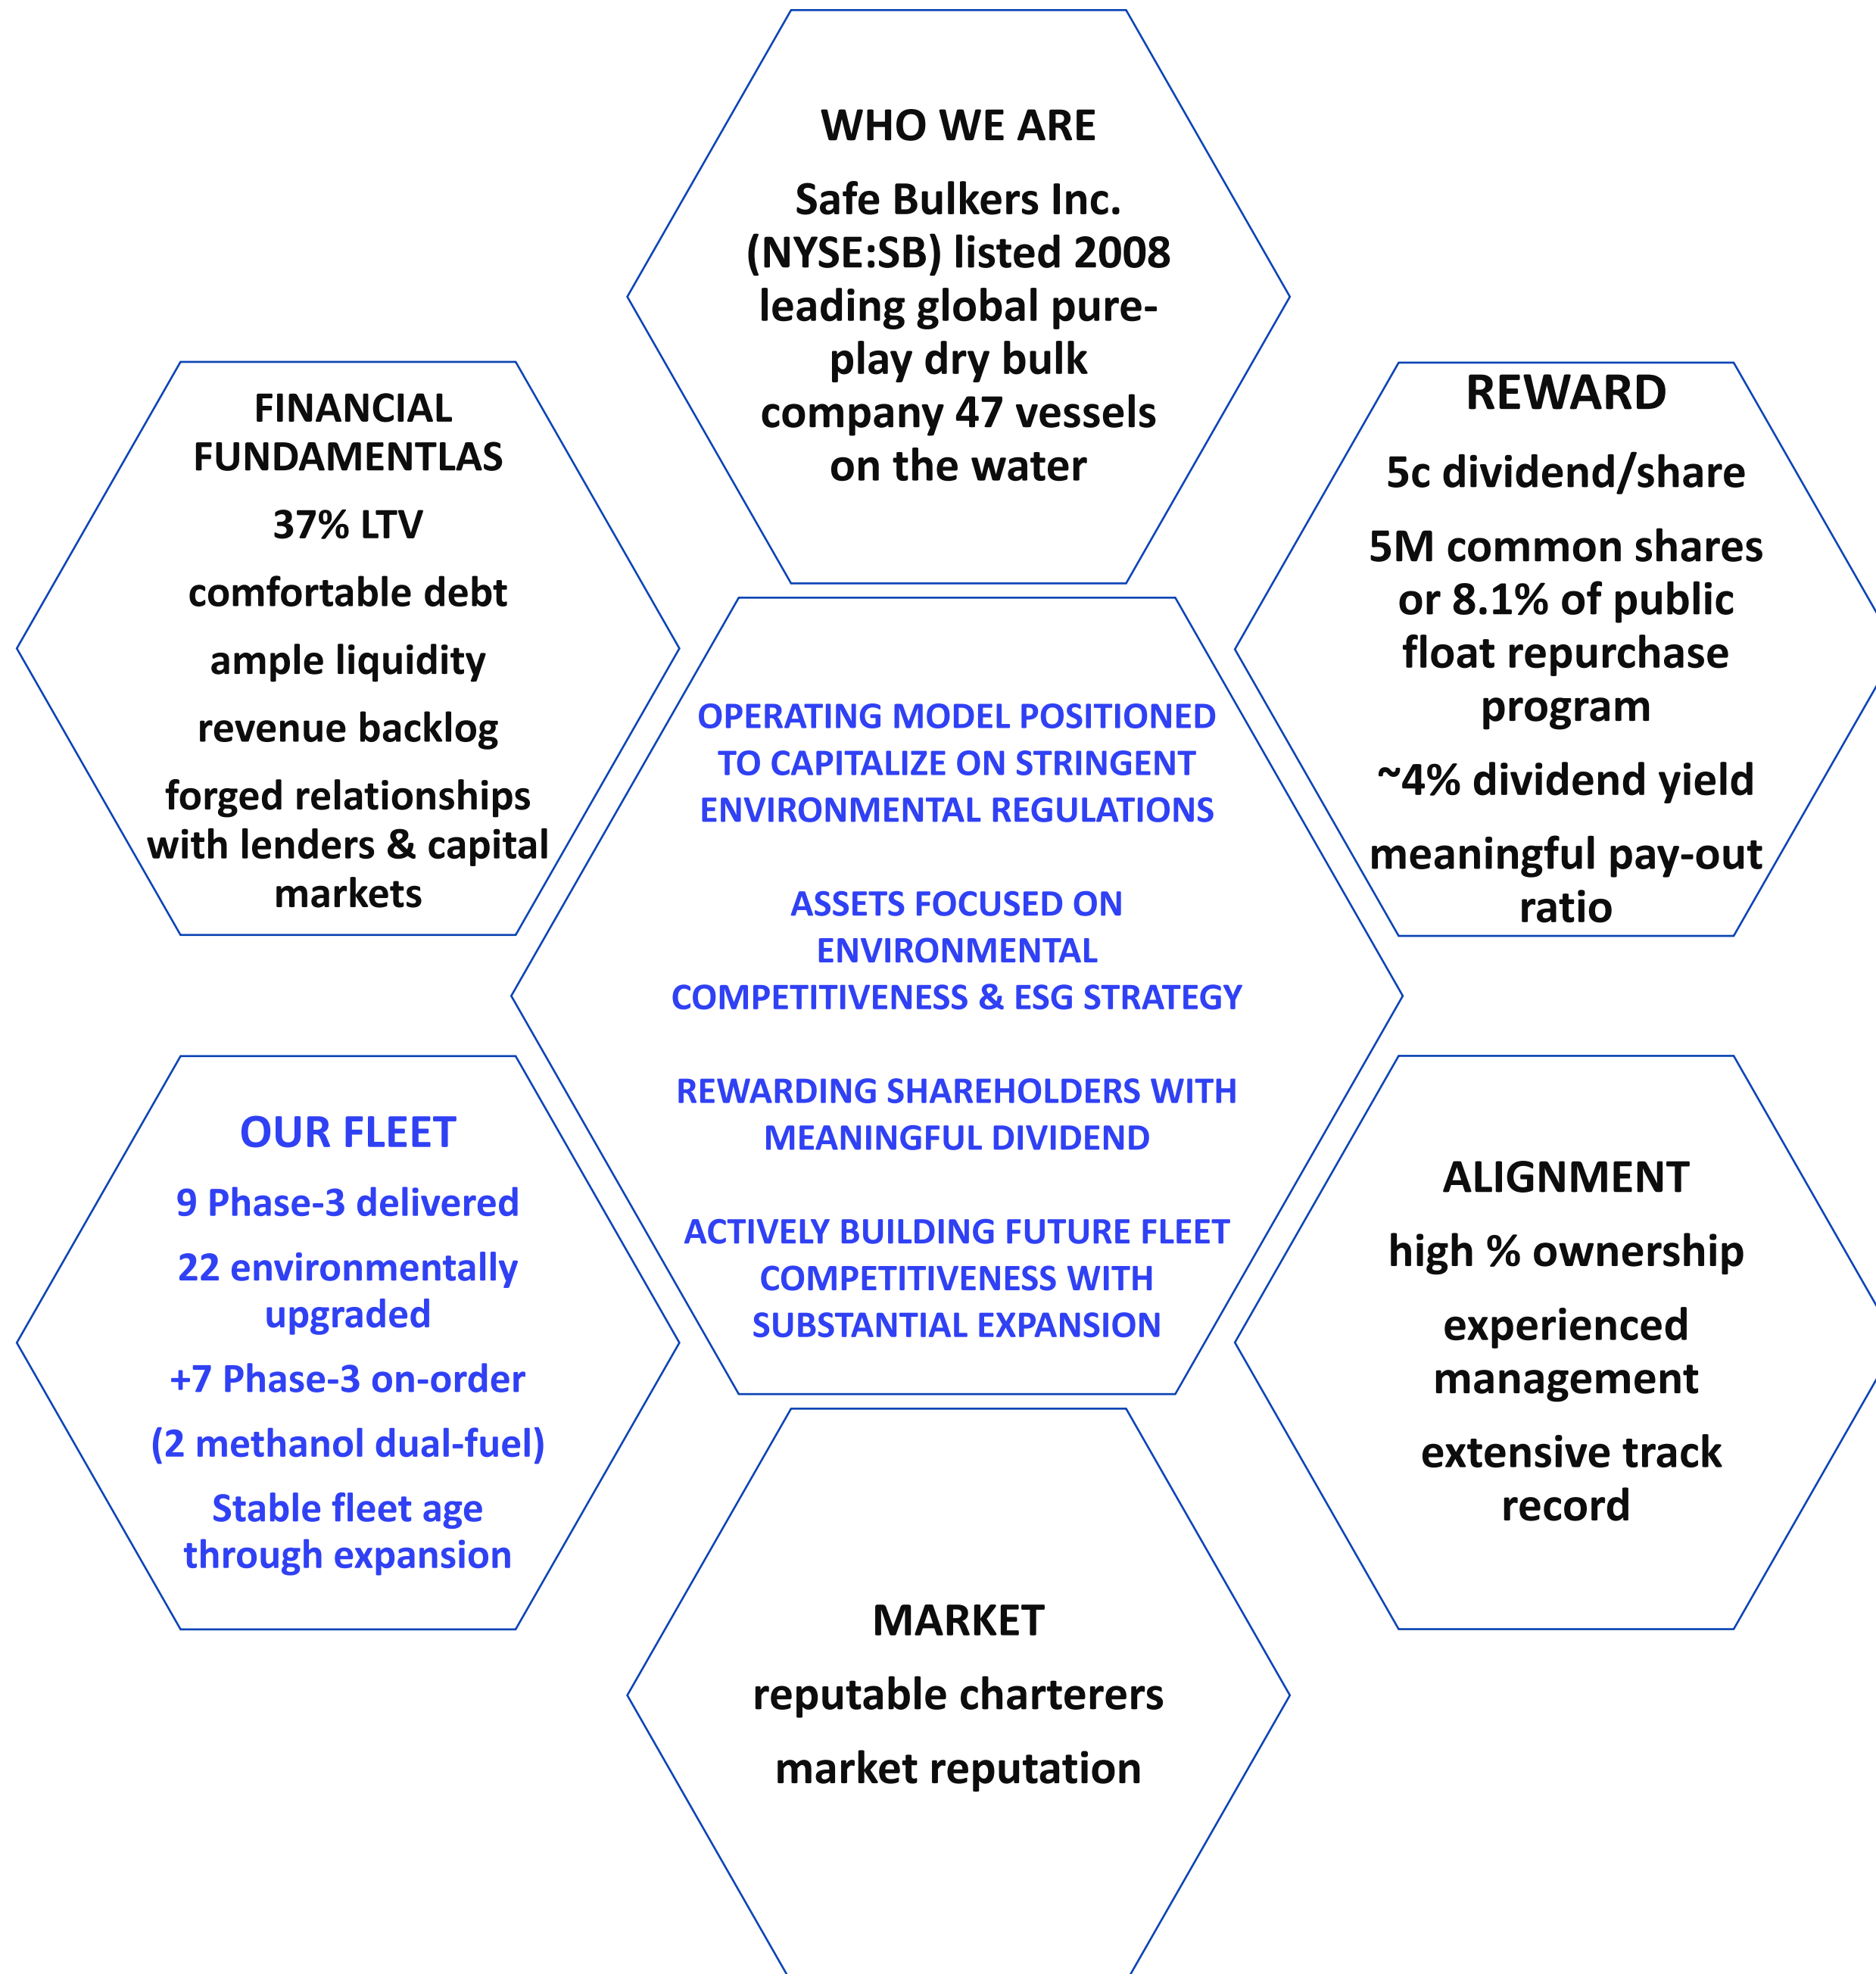 WHO WE ARE
Safe Bulkers Inc.
(NYSE:SB) listed 2008
leading global pure-
play dry bulk
company 47 vessels
on the water
FINANCIAL
FUNDAMENTLAS
37% LTV
comfortable debt
ample liquidity
revenue backlog
forged relationships
with lenders & capital
markets
REWARD
5c dividend/share
5M common shares
or 8.1% of public
float repurchase
program
~4% dividend yield
meaningful pay-out
ratio
OPERATING MODEL POSITIONED
TO CAPITALIZE ON STRINGENT
ENVIRONMENTAL REGULATIONS
ASSETS FOCUSED ON
ENVIRONMENTAL
COMPETITIVENESS & ESG STRATEGY
REWARDING SHAREHOLDERS WITH
MEANINGFUL DIVIDEND
ACTIVELY BUILDING FUTURE FLEET
COMPETITIVENESS WITH
SUBSTANTIAL EXPANSION
OUR FLEET
9 Phase-3 delivered
22 environmentally
upgraded
+7 Phase-3 on-order
(2 methanol dual-fuel)
Stable fleet age
through expansion
ALIGNMENT
high % ownership
experienced
management
extensive track
record
MARKET
reputable charterers
market reputation